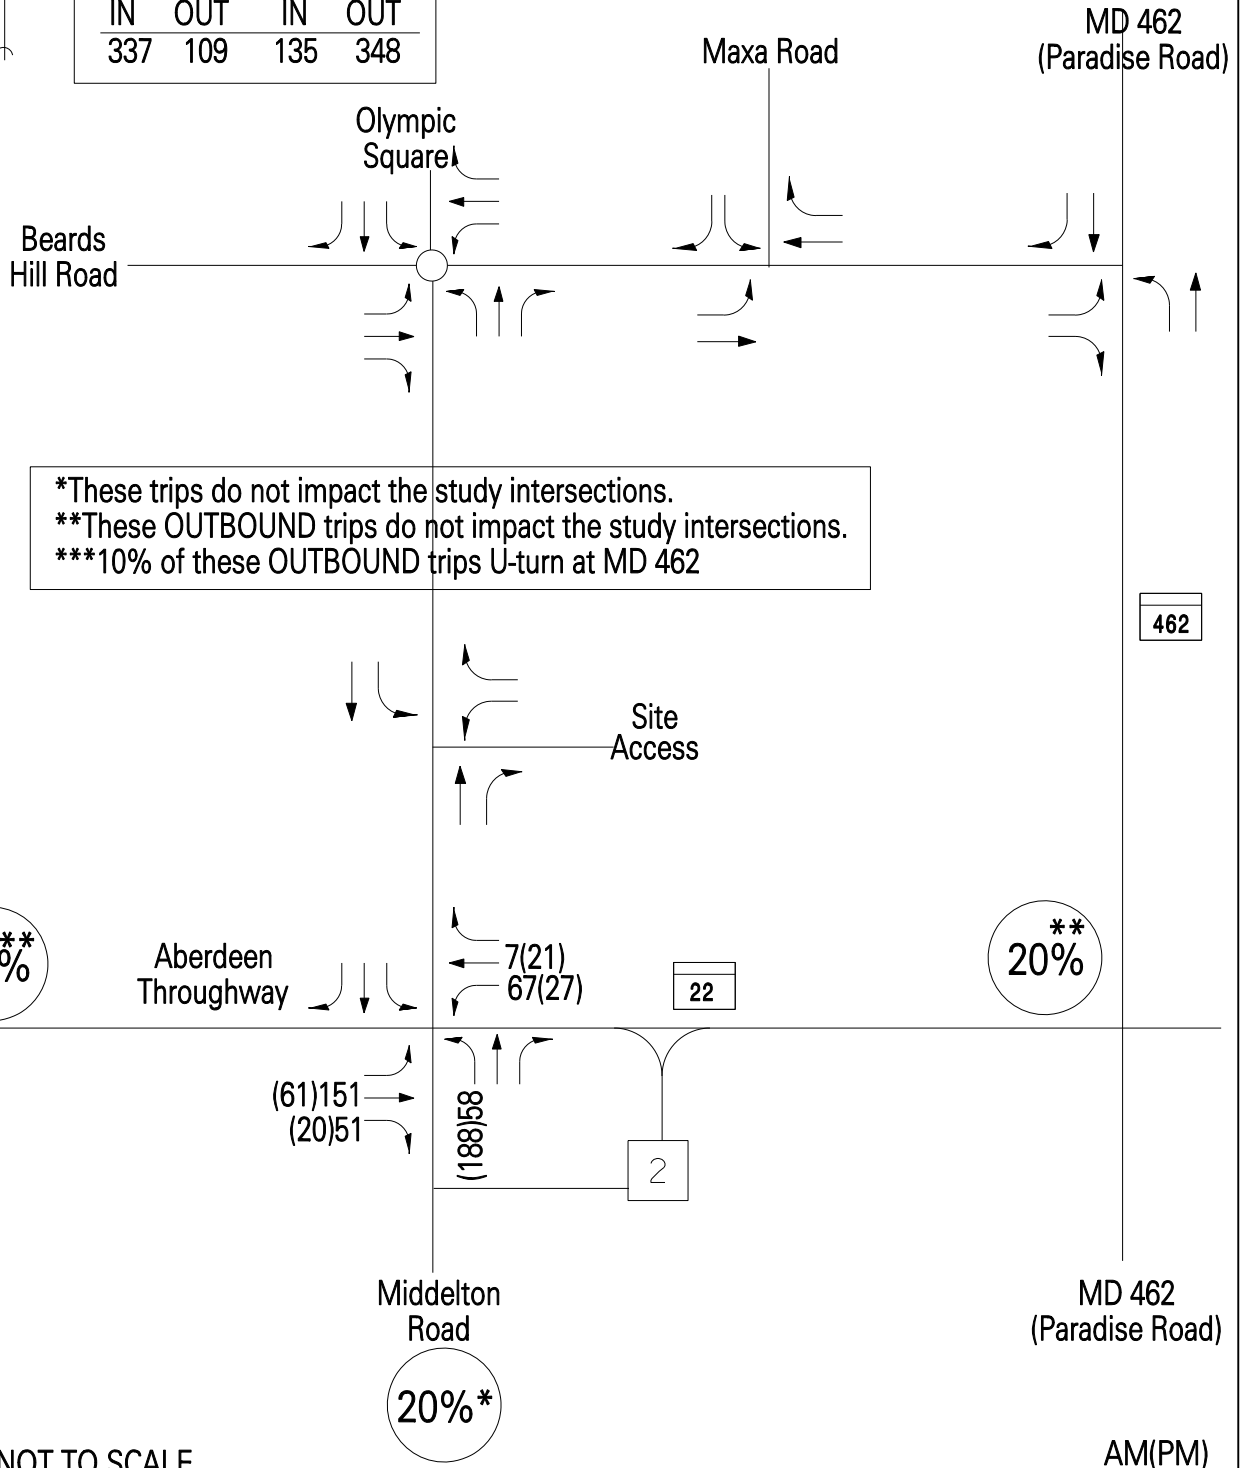 IN OUT IN OUT
337 109 135 348
MD 462
(Paradise Road)
Maxa Road
Olympic
Square
Beards
Hill Road
*These trips do not impact the study intersections.
**These OUTBOUND trips do not impact the study intersections.
***10% of these OUTBOUND trips U-turn at MD 462
462
Site
Access
**
%
**
20%
Aberdeen
Throughway
7(21)
67(27)
22
(61)151
(20)51
(188)58
2
Middelton
Road
MD 462
(Paradise Road)
20%*
NOT TO SCALE
AM(PM)